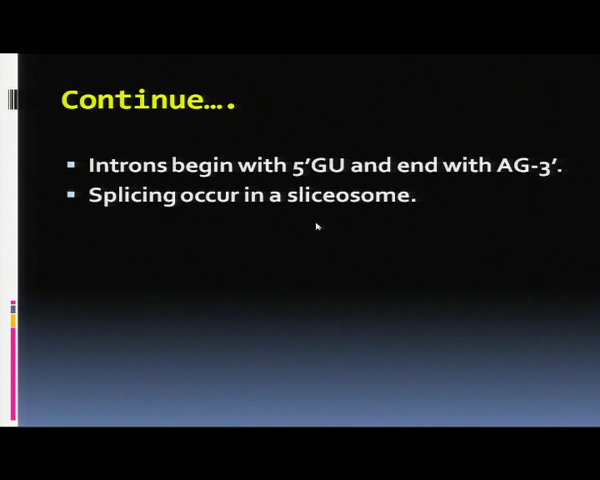 Continue….
Introns begin with 5'GU and end with AG-3'.
Splicing occur in a sliceosome.